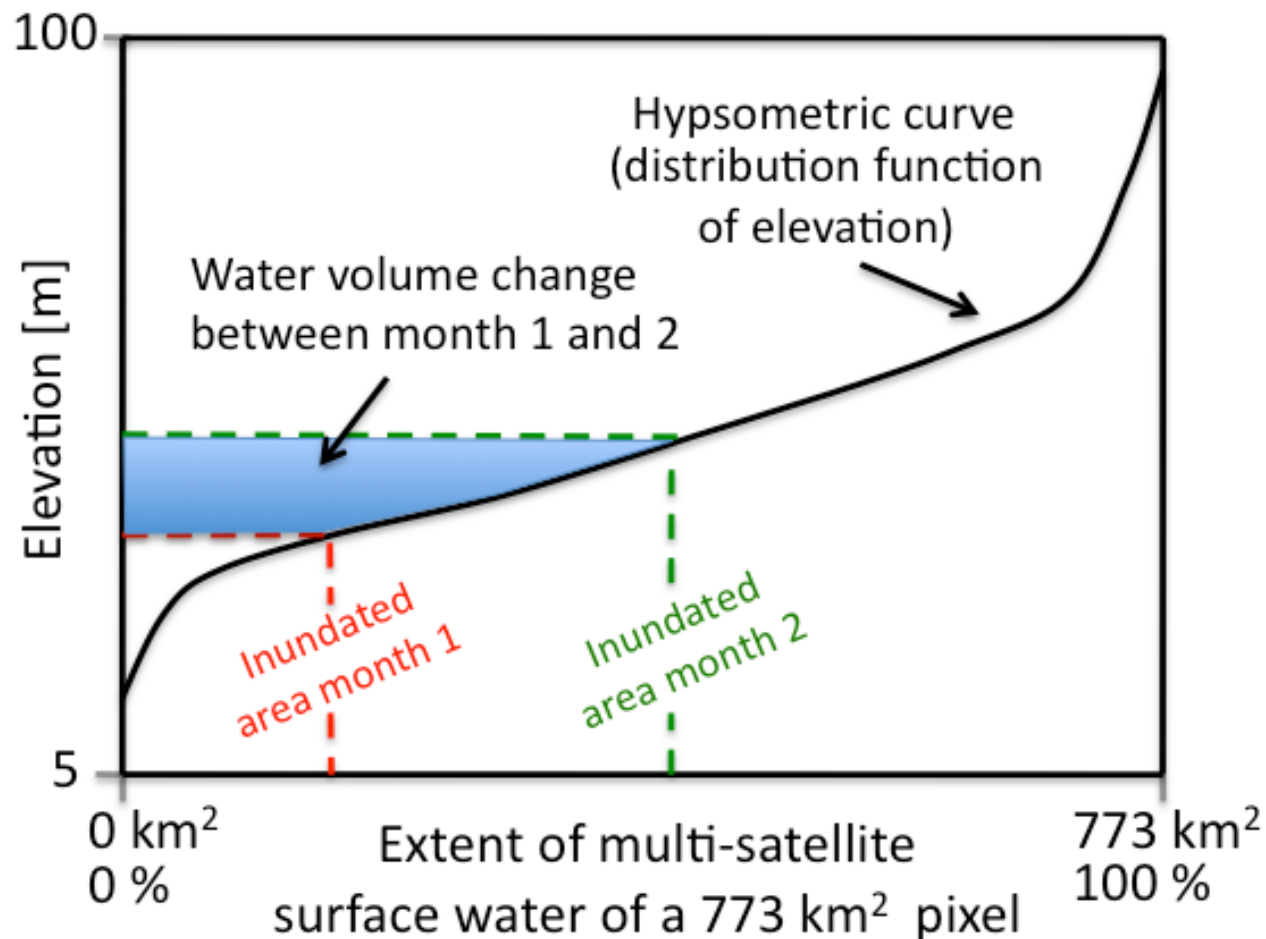 100
Hypsometric curve
(distribution function
of elevation)
Water volume change
between month 1 and 2
Elevation [m]
Inundated
area month 1
Inundated
area month 2
5
0 km²
0 %
Extent of multi-satellite
surface water of a 773 km² pixel
773 km²
100 %